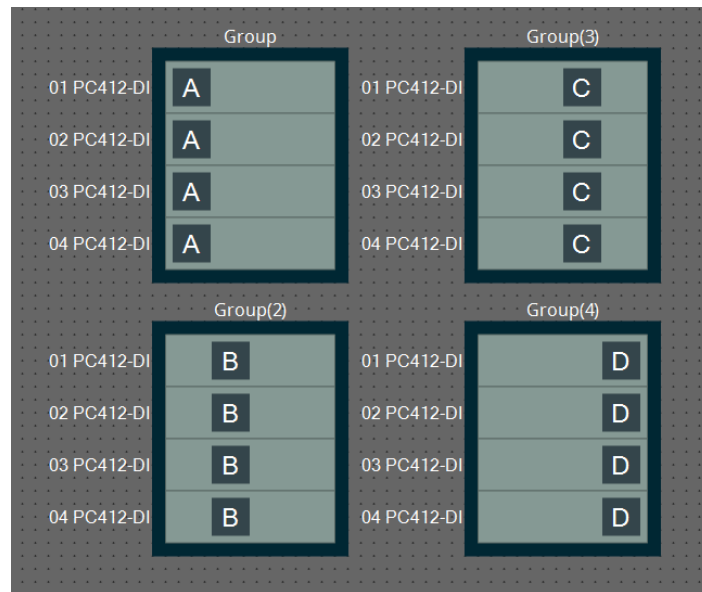 Group
01 PC412-DI A
02 PC412-DI A
03 PC412-DI A
04 PC412-DI A
Group(3)
01 PC412-DI C
02 PC412-DI C
03 PC412-DI C
04 PC412-DI C
Group(2)
01 PC412-DI B
02 PC412-DI B
03 PC412-DI B
04 PC412-DI B
Group(4)
01 PC412-DI D
02 PC412-DI D
03 PC412-DI D
04 PC412-DI D